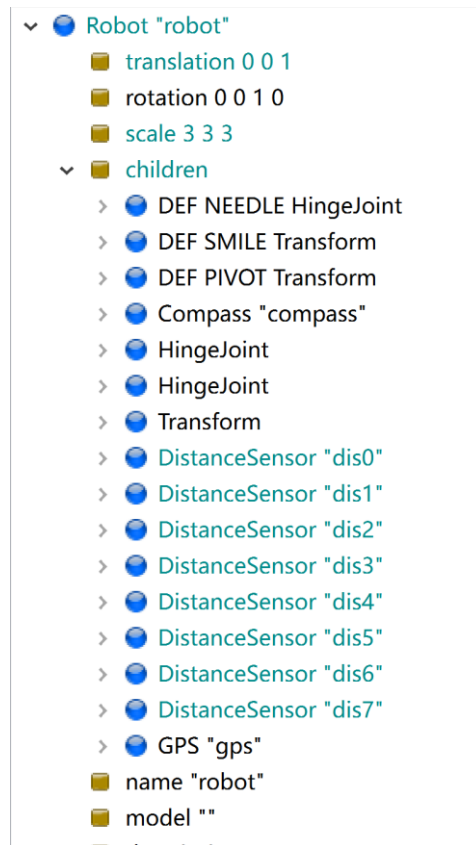 Robot "robot"
translation 0 0 1
rotation 0 0 1 0
scale 3 3 3
children
DEF NEEDLE HingeJoint
DEF SMILE Transform
DEF PIVOT Transform
Compass "compass"
HingeJoint
HingeJoint
Transform
DistanceSensor "dis0"
DistanceSensor "dis1"
DistanceSensor "dis2"
DistanceSensor "dis3"
DistanceSensor "dis4"
DistanceSensor "dis5"
DistanceSensor "dis6"
DistanceSensor "dis7"
GPS "gps"
name "robot"
model ""